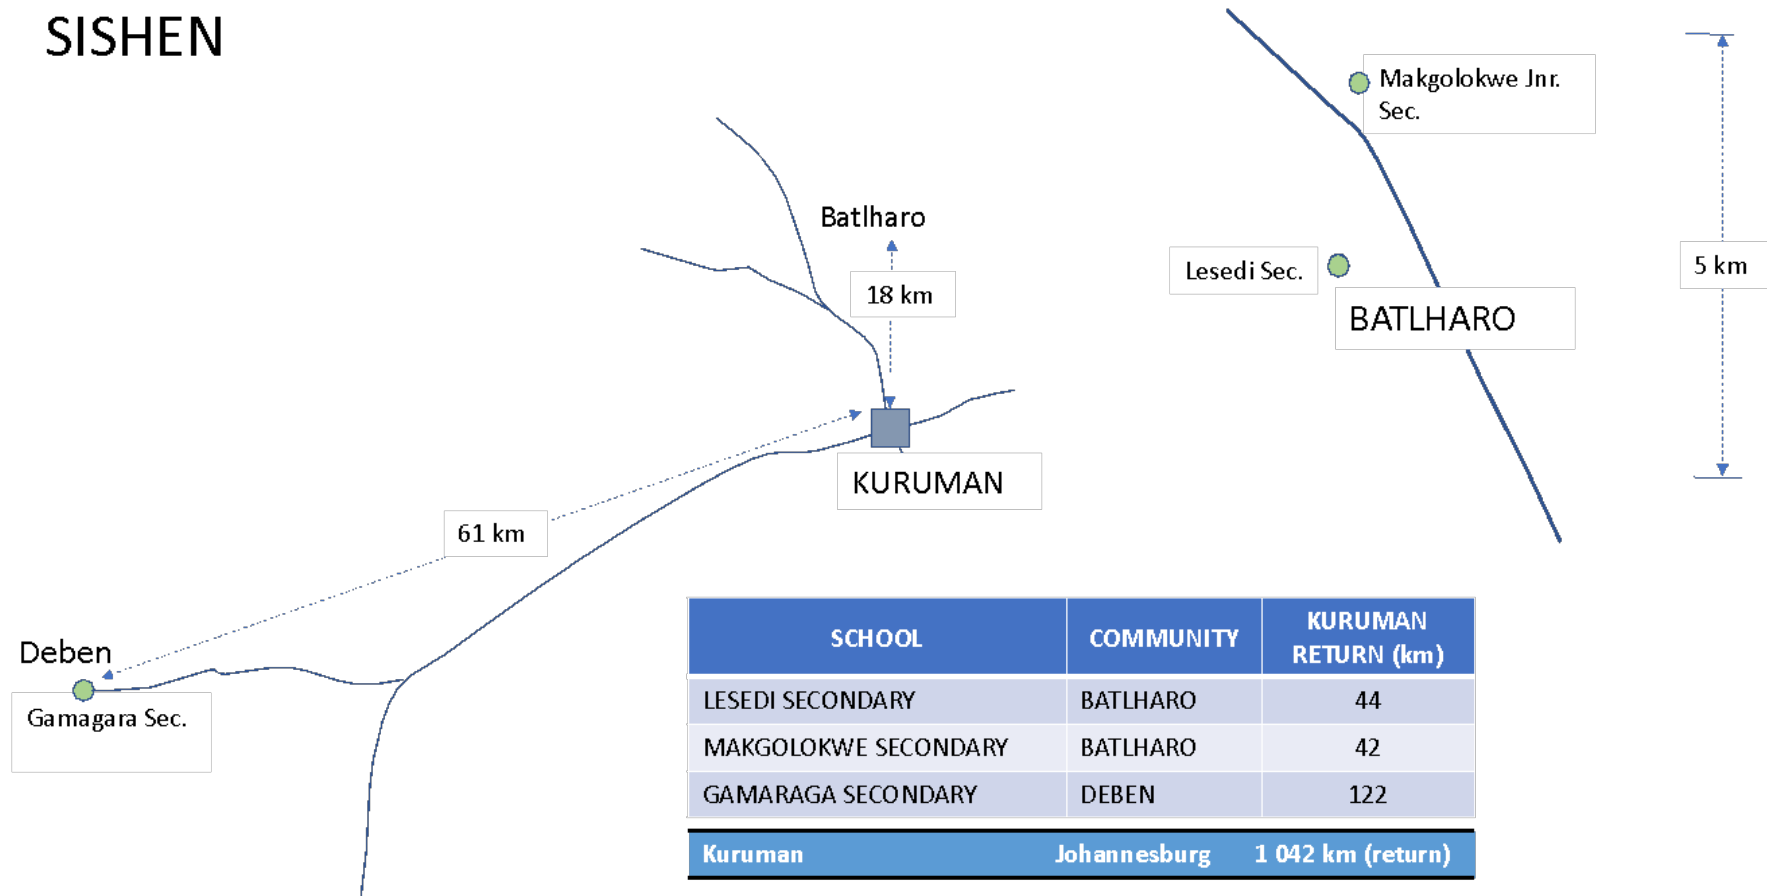 SISHEN
Makgolokwe Jnr.
Sec.
Batlharo
Lesedi Sec.
18 km
5 km
BATLHARO
KURUMAN
61 km
Deben
Gamagara Sec.
SCHOOL COMMUNITY KURUMAN RETURN (km)
LESEDI SECONDARY BATLHARO 44
MAKGOLOKWE SECONDARY BATLHARO 42
GAMARAGA SECONDARY DEBEN 122
Kuruman Johannesburg 1 042 km (return)